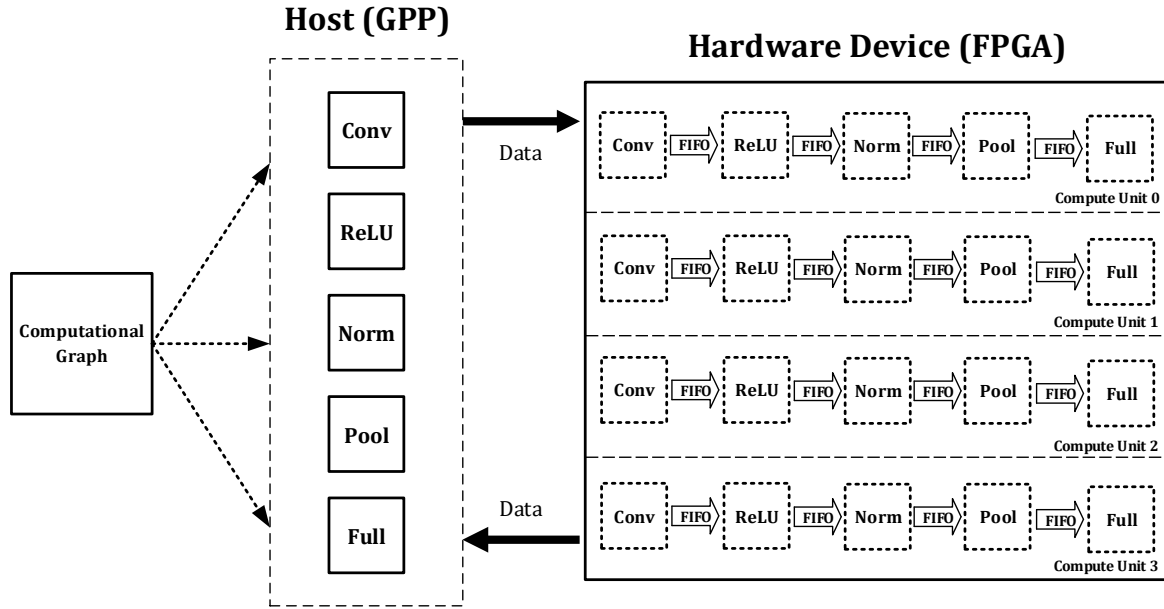 Host (GPP)
Hardware Device (FPGA)
Computational
Graph
Conv
ReLU
Norm
Pool
Full
Data
Data
Conv FIFO ReLU FIFO Norm FIFO Pool FIFO Full
Compute Unit 0
Conv FIFO ReLU FIFO Norm FIFO Pool FIFO Full
Compute Unit 1
Conv FIFO ReLU FIFO Norm FIFO Pool FIFO Full
Compute Unit 2
Conv FIFO ReLU FIFO Norm FIFO Pool FIFO Full
Compute Unit 3